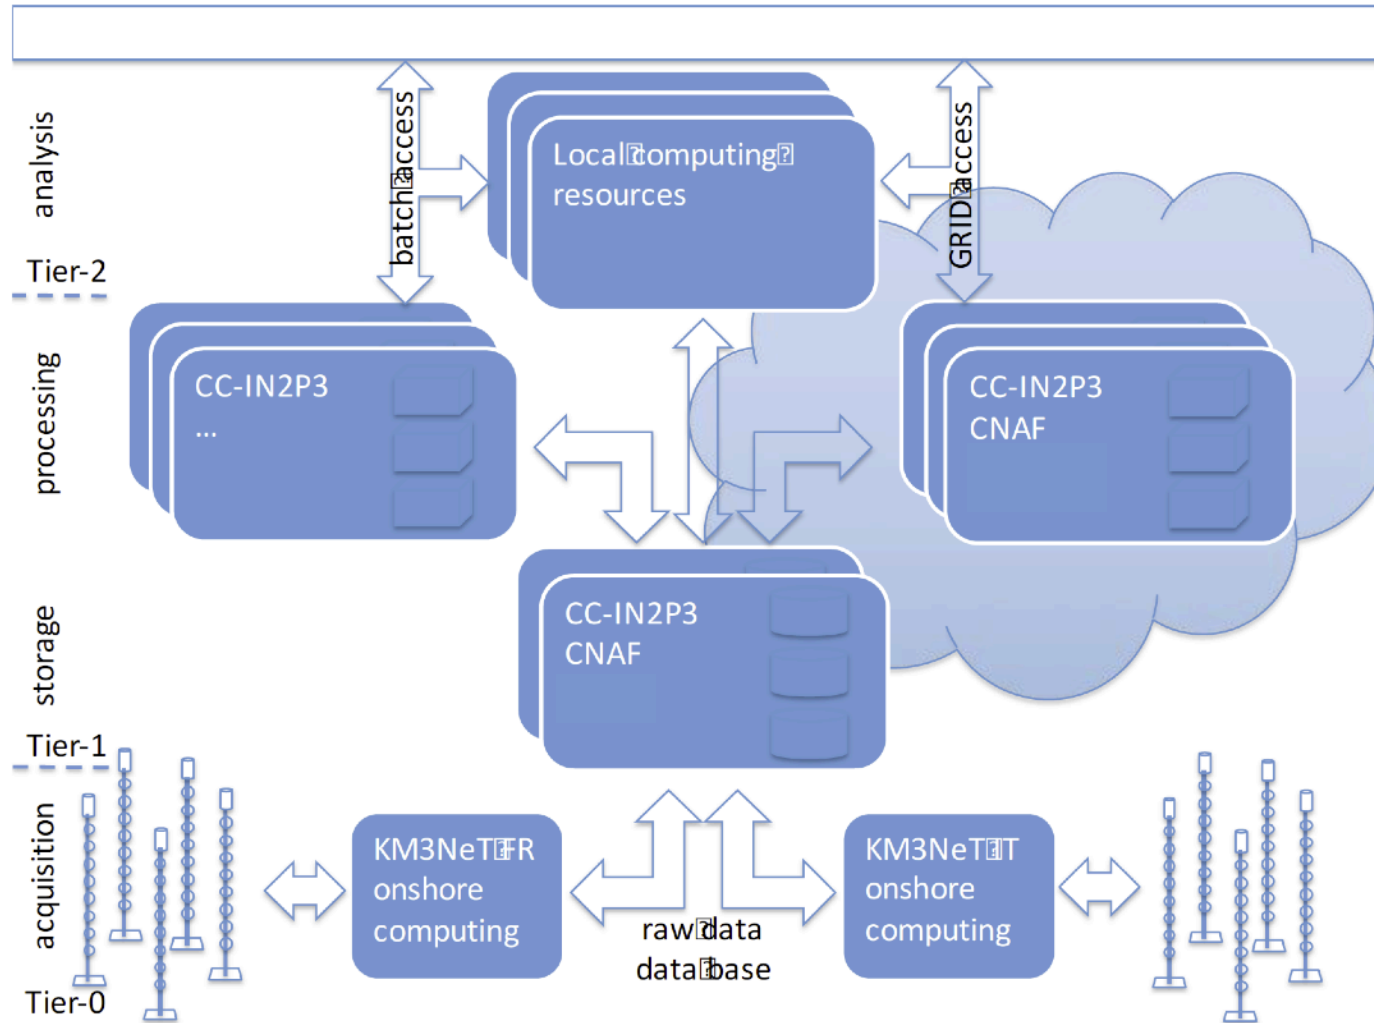 analysis
batch access
Local computing
resources
GRID access
Tier-2
processing
CC-IN2P3
...
CC-IN2P3
CNAF
storage
CC-IN2P3
CNAF
Tier-1
acquisition
KM3NeT FR
onshore
computing
raw data
data base
KM3NeT IT
onshore
computing
Tier-0